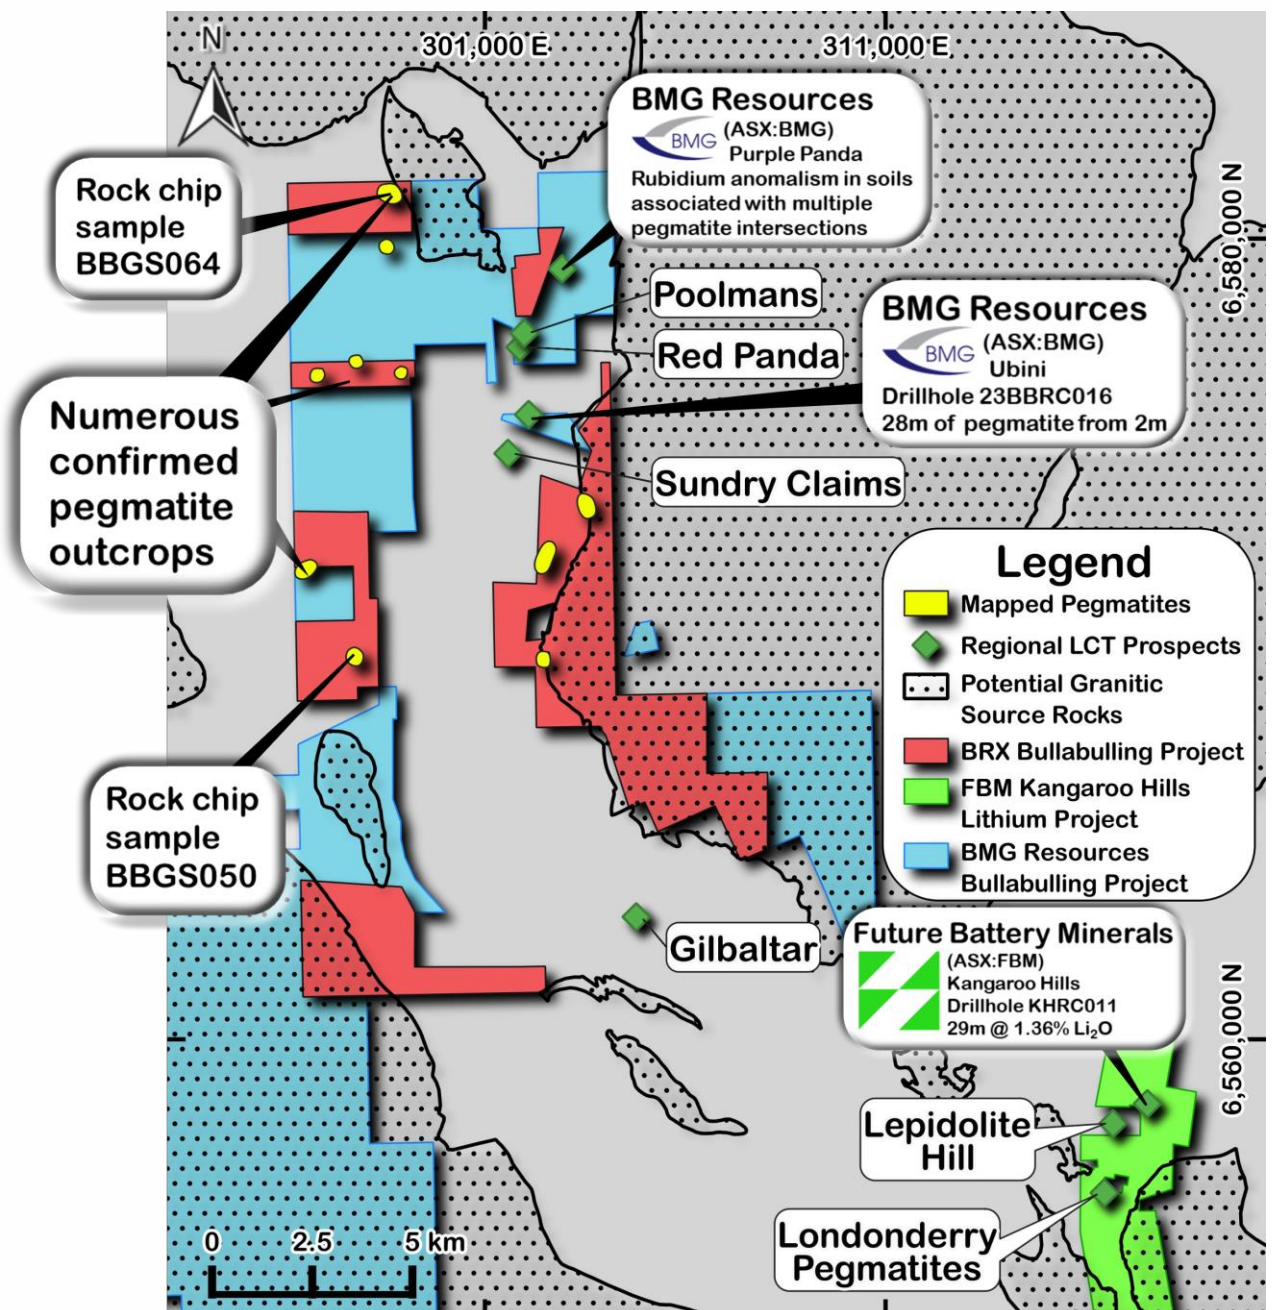 N
301,000 E
311,000 E
BMG Resources
BMG
(ASX:BMG)
Purple Panda
Rubidium anomalism in soils
associated with multiple
pegmatite intersections
Rock chip
sample
BBGS064
6,580,000 N
Poolmans
Red Panda
BMG Resources
BMG
(ASX:BMG)
Ubini
Drillhole 23BBRC016
28m of pegmatite from 2m
Numerous
confirmed
pegmatite
outcrops
Sundry Claims
Legend
Mapped Pegmatites
Regional LCT Prospects
Potential Granitic
Source Rocks
BRX Bullabulling Project
FBM Kangaroo Hills
Lithium Project
BMG Resources
Bullabulling Project
Rock chip
sample
BBGS050
Gilbaltar
Future Battery Minerals
(ASX:FBM)
Kangaroo Hills
Drillhole KHRC011
29m @ 1.36% Li₂O
6,560,000 N
Lepidolite
Hill
Londonderry
Pegmatites
0 2.5 5 km